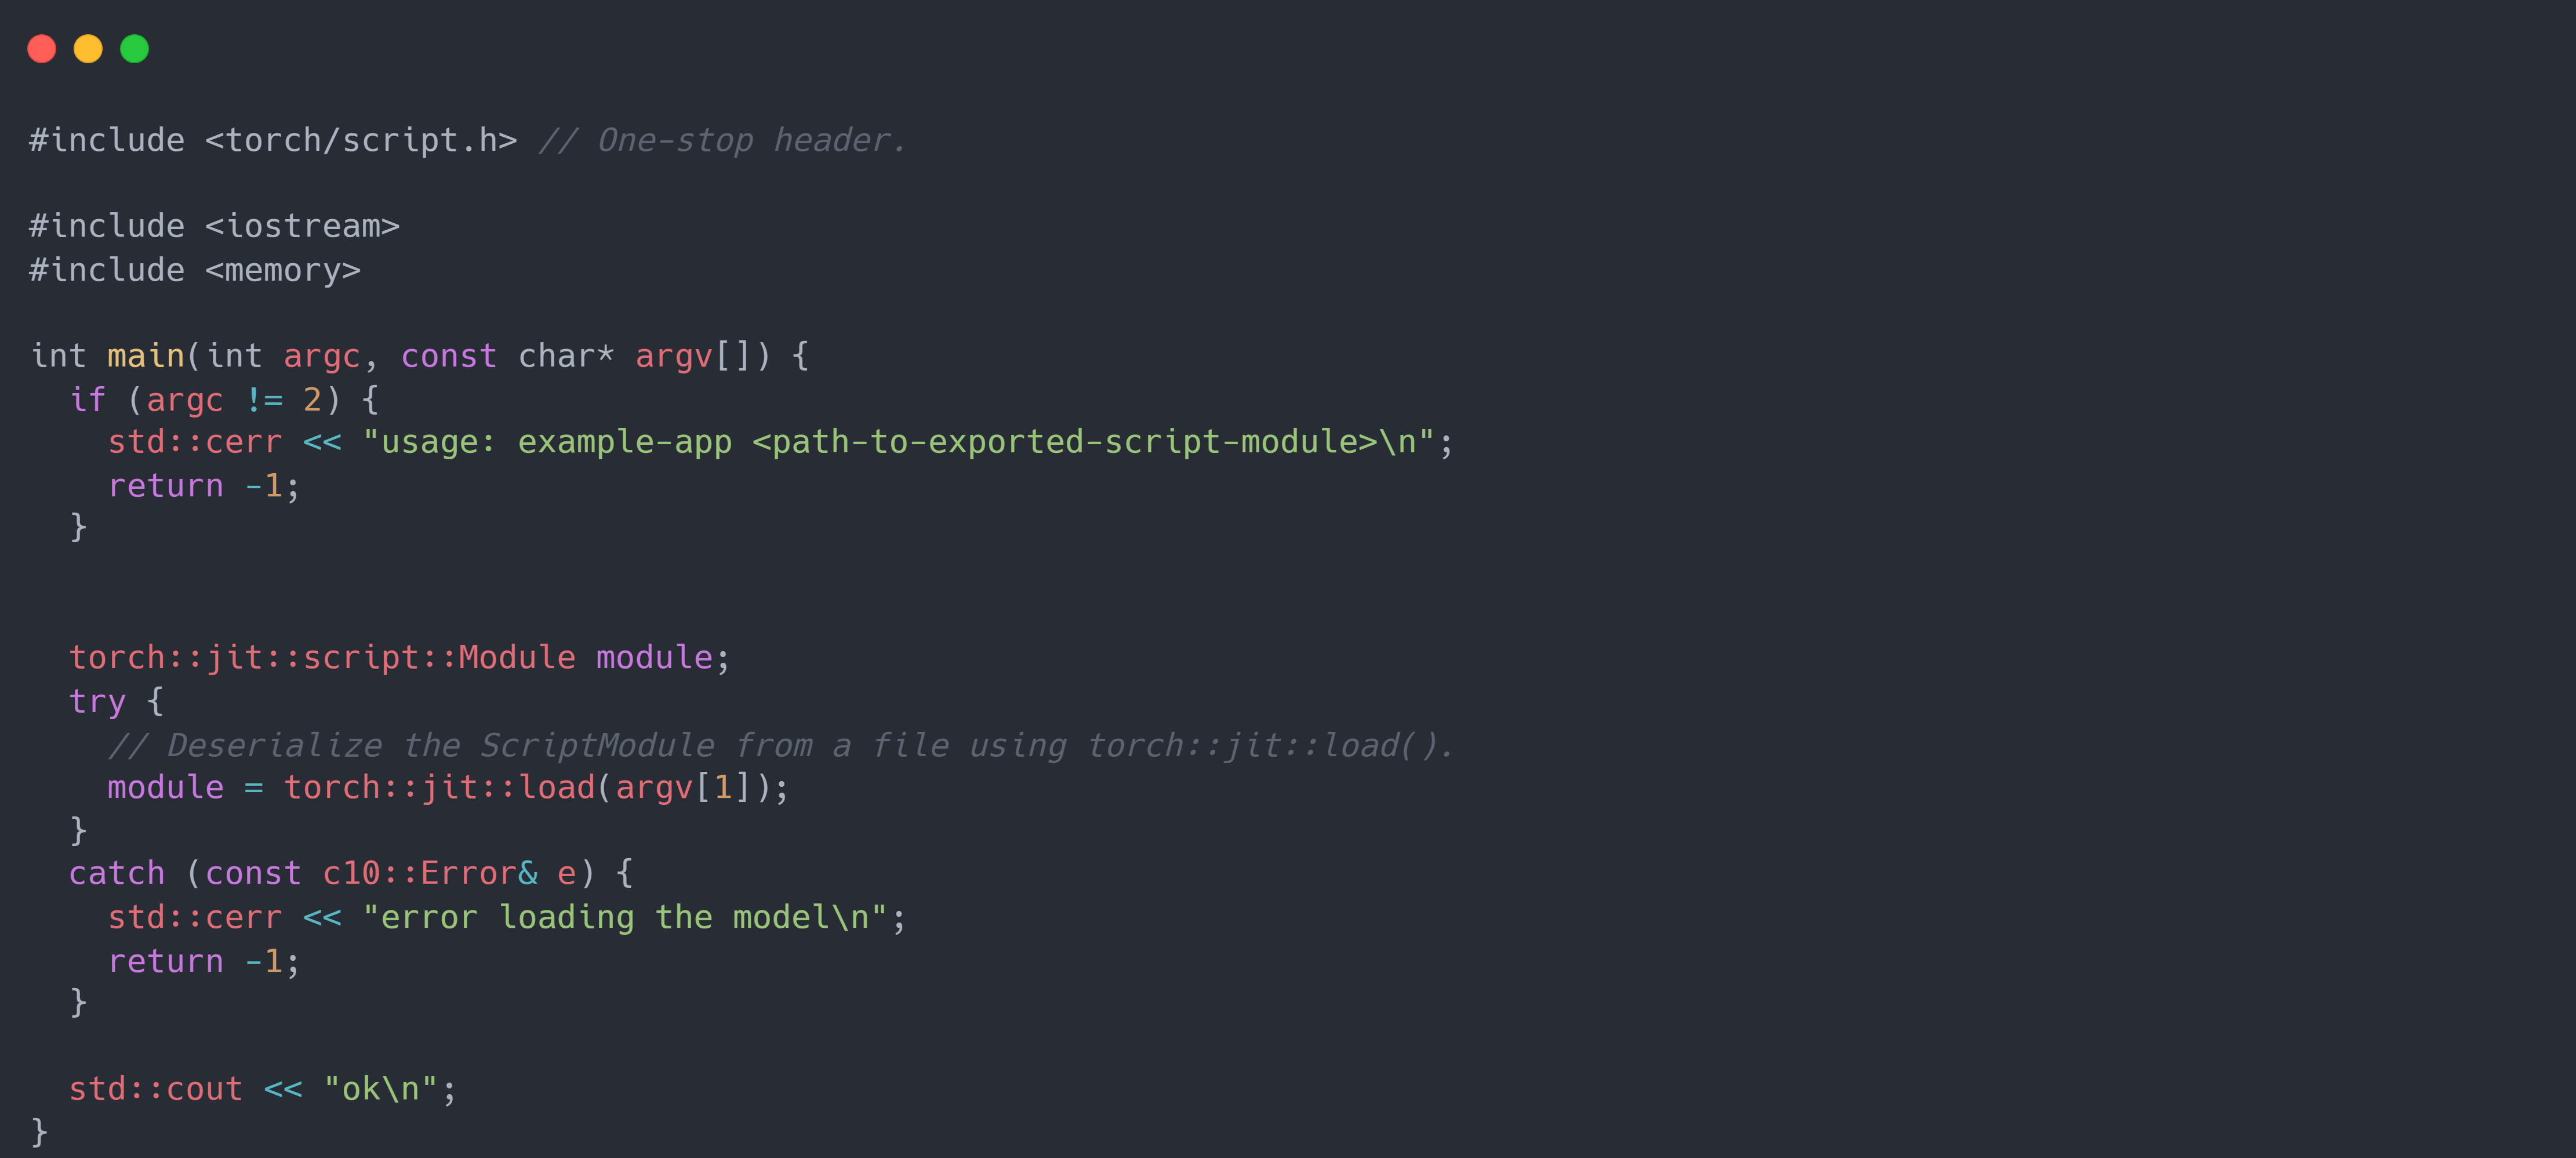 #include <torch/script.h> // One-stop header.
#include <iostream>
#include <memory>
int main(int argc, const char* argv[]) {
  if (argc != 2) {
    std::cerr << "usage: example-app <path-to-exported-script-module>\n";
    return -1;
  }
  torch::jit::script::Module module;
  try {
    // Deserialize the ScriptModule from a file using torch::jit::load().
    module = torch::jit::load(argv[1]);
  }
  catch (const c10::Error& e) {
    std::cerr << "error loading the model\n";
    return -1;
  }
  std::cout << "ok\n";
}